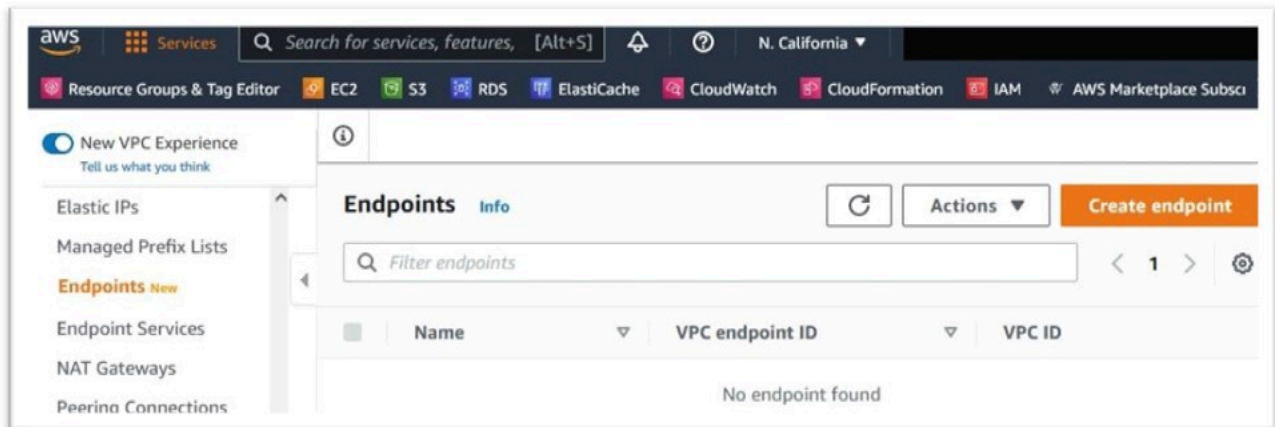 aws Services Search for services, features, [Alt+S] N. California ▼
Resource Groups & Tag Editor EC2 S3 RDS ElastiCache CloudWatch CloudFormation IAM AWS Marketplace Subscr
New VPC Experience
Tell us what you think
Elastic IPs
Managed Prefix Lists
Endpoints New
Endpoint Services
NAT Gateways
Peering Connections
Endpoints Info Actions ▼ Create endpoint
Filter endpoints < 1 >
Name VPC endpoint ID VPC ID
No endpoint found